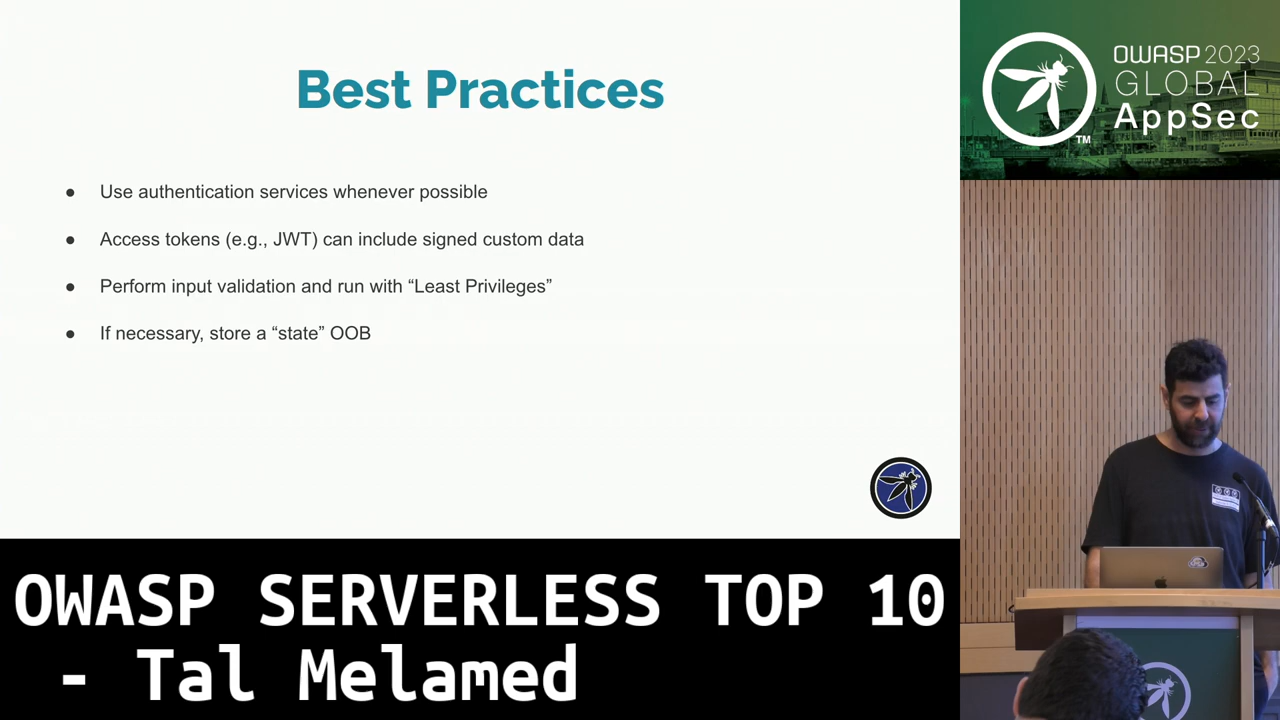 Best Practices
● Use authentication services whenever possible
● Access tokens (e.g., JWT) can include signed custom data
● Perform input validation and run with “Least Privileges”
● If necessary, store a “state” OOB
OWASP SERVERLESS TOP 10
- Tal Melamed
OWASP 2023
GLOBAL
AppSec
TM